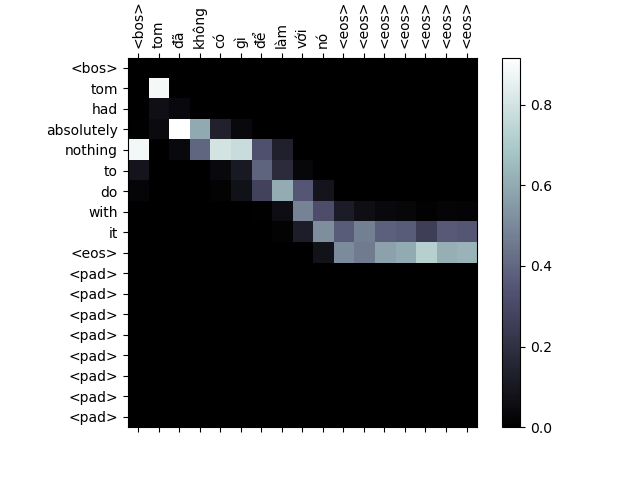 <bos> tom đã không có gì để làm với nó <eos> <eos> <eos> <eos> <eos> <eos> <eos>
<bos>
tom
had
absolutely
nothing
to
do
with
it
<eos>
<pad>
<pad>
<pad>
<pad>
<pad>
<pad>
<pad>
<pad>
0.8
0.6
0.4
0.2
0.0